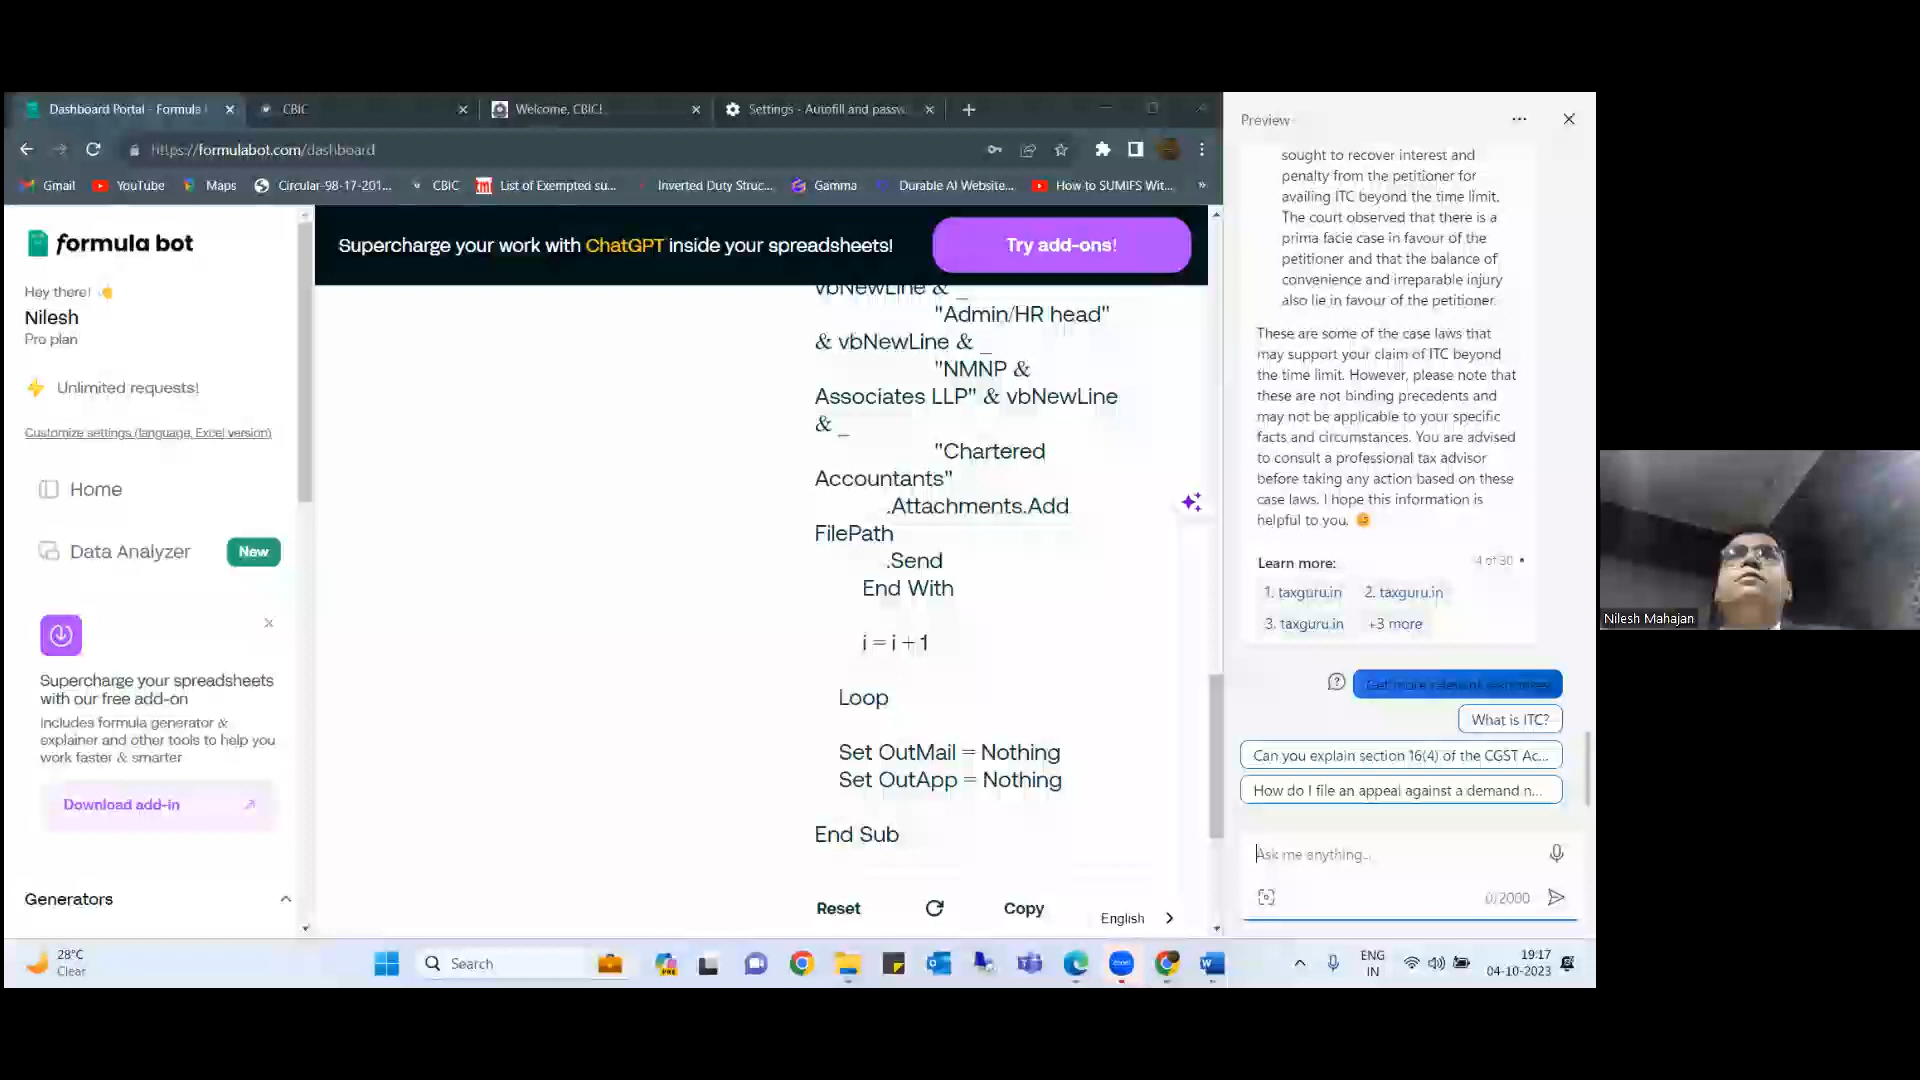 Dashboard Portal - Formula
CBIC
Welcome, CBIC!
Settings - Autofill and passw
https://formulabot.com/dashboard
Gmail
YouTube
Maps
Circular-98-17-201...
CBIC
List of Exempted su...
Inverted Duty Struc...
Gamma
Durable AI Website...
How to SUMIFS Wit...
formula bot
Hey there!
Nilesh
Pro plan
Unlimited requests!
Customize settings (language, Excel version)
Home
Data Analyzer
New
Supercharge your spreadsheets
with our free add-on
Includes formula generator &
explainer and other tools to help you
work faster & smarter
Download add-in
Generators
Supercharge your work with ChatGPT inside your spreadsheets!
Try add-ons!
vbNewLine & _
"Admin/HR head"
& vbNewLine & _
"NMNP &
Associates LLP" & vbNewLine
& _
"Chartered
Accountants"
.Attachments.Add
FilePath
.Send
End With
i = i + 1
Loop
Set OutMail = Nothing
Set OutApp = Nothing
End Sub
Reset
Copy
English
Preview
sought to recover interest and
penalty from the petitioner for
availing ITC beyond the time limit.
The court observed that there is a
prima facie case in favour of the
petitioner and that the balance of
convenience and irreparable injury
also lie in favour of the petitioner.
These are some of the case laws that
may support your claim of ITC beyond
the time limit. However, please note that
these are not binding precedents and
may not be applicable to your specific
facts and circumstances. You are advised
to consult a professional tax advisor
before taking any action based on these
case laws. I hope this information is
helpful to you.
Learn more:
4 of 30
1. taxguru.in
2. taxguru.in
3. taxguru.in
+3 more
What is ITC?
Can you explain section 16(4) of the CGST Ac...
How do I file an appeal against a demand n...
Ask me anything...
0/2000
Nilesh Mahajan
28°C
Clear
Search
PRE
zoom
ENG
IN
19:17
04-10-2023